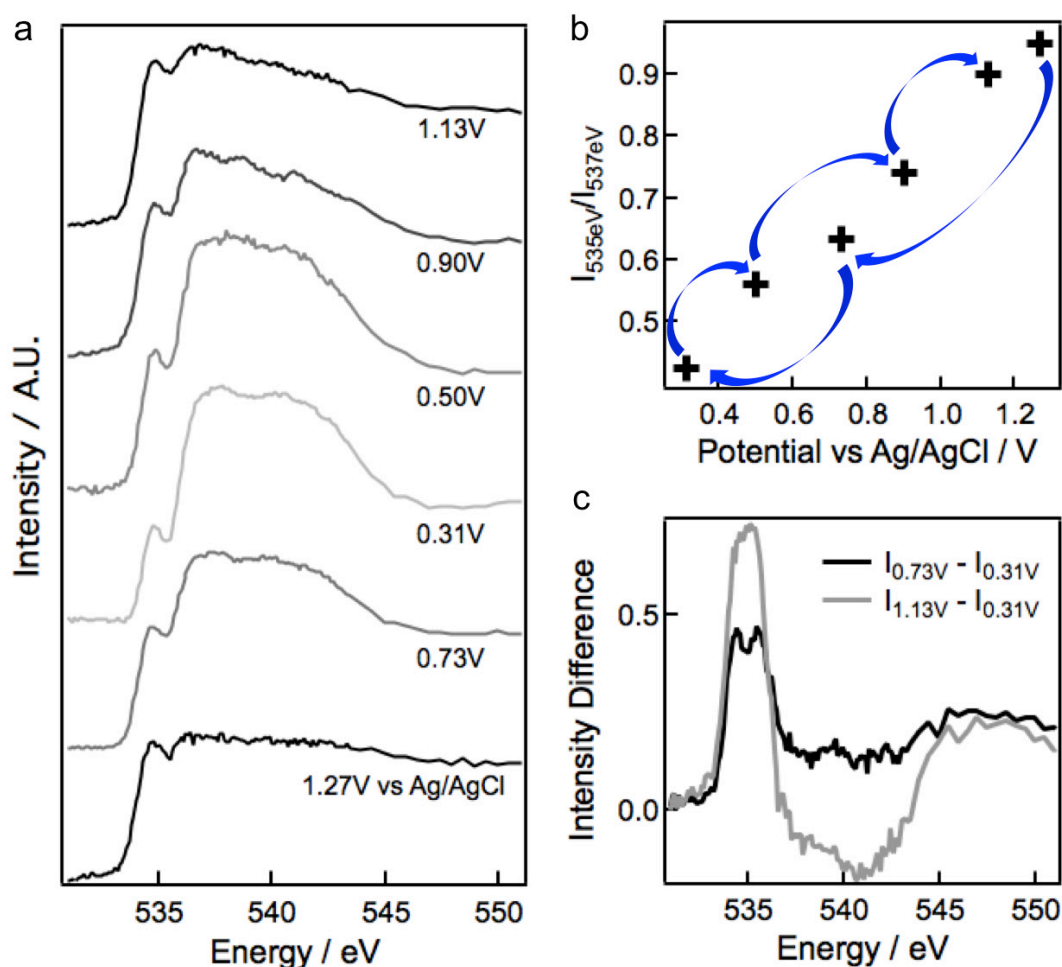 a
1.13V
0.90V
0.50V
0.31V
0.73V
1.27V vs Ag/AgCl
Intensity / A.U.
535
540
545
550
Energy / eV
b
0.9
0.8
0.7
0.6
0.5
I535eV/I537eV
0.4
0.6
0.8
1.0
1.2
Potential vs Ag/AgCl / V
c
I0.73V - I0.31V
I1.13V - I0.31V
0.5
0.0
Intensity Difference
535
540
545
550
Energy / eV